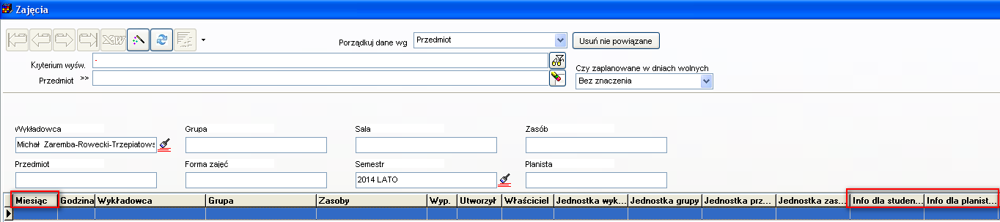 Zajęcia
XW
Porządkuj dane wg Przedmiot Usuń nie powiązane
Kryterium wyśw. -
Czy zaplanowane w dniach wolnych
Przedmiot >>
Bez znaczenia
Wykładowca Grupa Sala Zasób
Michał Zaremba-Rowecki-Trzepiatows
Przedmiot Forma zajęć Semestr Planista
2014 LATO
Miesiąc Godzina Wykładowca Grupa Zasoby Wyp. Utworzył Właściciel Jednostka wyk... Jednostka grupy Jednostka prz... Jednostka zas... Info dla studen... Info dla planist...